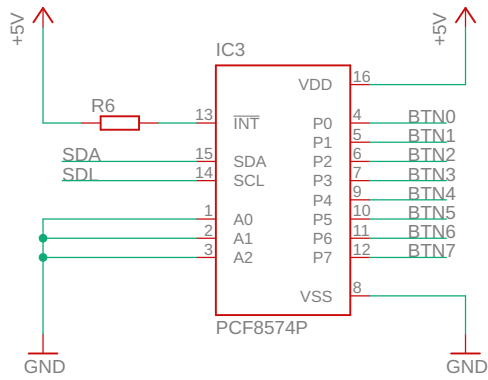 +5V
+5V
IC3
R6
VDD 16
13 INT
P0 4 BTN0
P1 5 BTN1
SDA 15 SDA
P2 6 BTN2
SDL 14 SCL
P3 7 BTN3
P4 9 BTN4
1 A0
P5 10 BTN5
2 A1
P6 11 BTN6
3 A2
P7 12 BTN7
VSS 8
PCF8574P
GND
GND